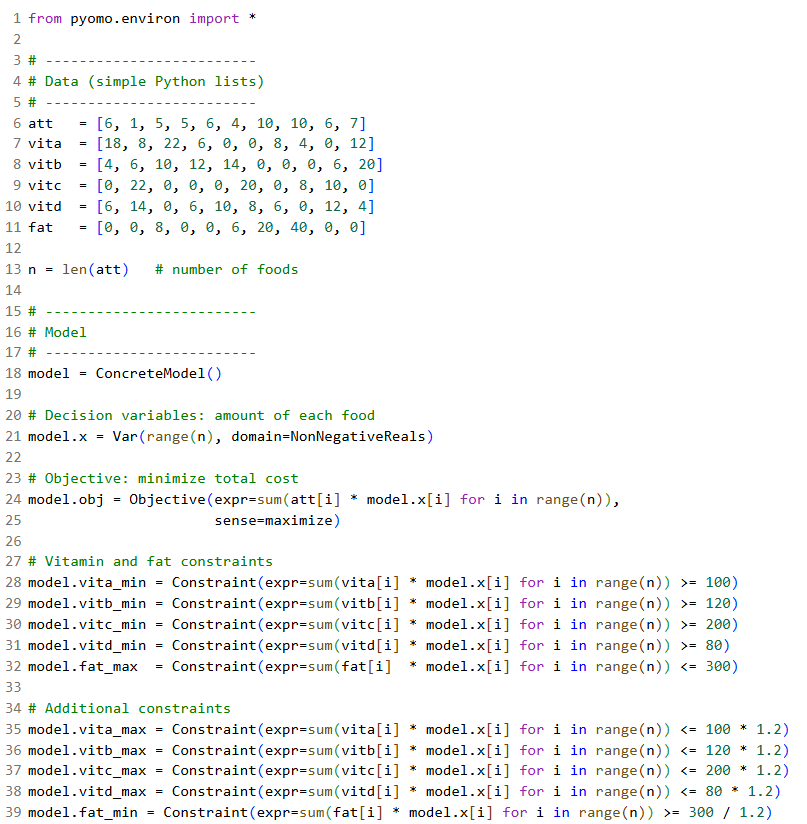 1 from pyomo.environ import *
2
3 # -------------------------
4 # Data (simple Python lists)
5 # -------------------------
6 att   = [6, 1, 5, 5, 6, 4, 10, 10, 6, 7]
7 vita  = [18, 8, 22, 6, 0, 0, 8, 4, 0, 12]
8 vitb  = [4, 6, 10, 12, 14, 0, 0, 0, 6, 20]
9 vitc  = [0, 22, 0, 0, 0, 20, 0, 8, 10, 0]
10 vitd  = [6, 14, 0, 6, 10, 8, 6, 0, 12, 4]
11 fat   = [0, 0, 8, 0, 0, 6, 20, 40, 0, 0]
12
13 n = len(att)   # number of foods
14
15 # -------------------------
16 # Model
17 # -------------------------
18 model = ConcreteModel()
19
20 # Decision variables: amount of each food
21 model.x = Var(range(n), domain=NonNegativeReals)
22
23 # Objective: minimize total cost
24 model.obj = Objective(expr=sum(att[i] * model.x[i] for i in range(n)),
25                       sense=maximize)
26
27 # Vitamin and fat constraints
28 model.vita_min = Constraint(expr=sum(vita[i] * model.x[i] for i in range(n)) >= 100)
29 model.vitb_min = Constraint(expr=sum(vitb[i] * model.x[i] for i in range(n)) >= 120)
30 model.vitc_min = Constraint(expr=sum(vitc[i] * model.x[i] for i in range(n)) >= 200)
31 model.vitd_min = Constraint(expr=sum(vitd[i] * model.x[i] for i in range(n)) >= 80)
32 model.fat_max  = Constraint(expr=sum(fat[i]  * model.x[i] for i in range(n)) <= 300)
33
34 # Additional constraints
35 model.vita_max = Constraint(expr=sum(vita[i] * model.x[i] for i in range(n)) <= 100 * 1.2)
36 model.vitb_max = Constraint(expr=sum(vitb[i] * model.x[i] for i in range(n)) <= 120 * 1.2)
37 model.vitc_max = Constraint(expr=sum(vitc[i] * model.x[i] for i in range(n)) <= 200 * 1.2)
38 model.vitd_max = Constraint(expr=sum(vitd[i] * model.x[i] for i in range(n)) <= 80 * 1.2)
39 model.fat_min = Constraint(expr=sum(fat[i] * model.x[i] for i in range(n)) >= 300 / 1.2)